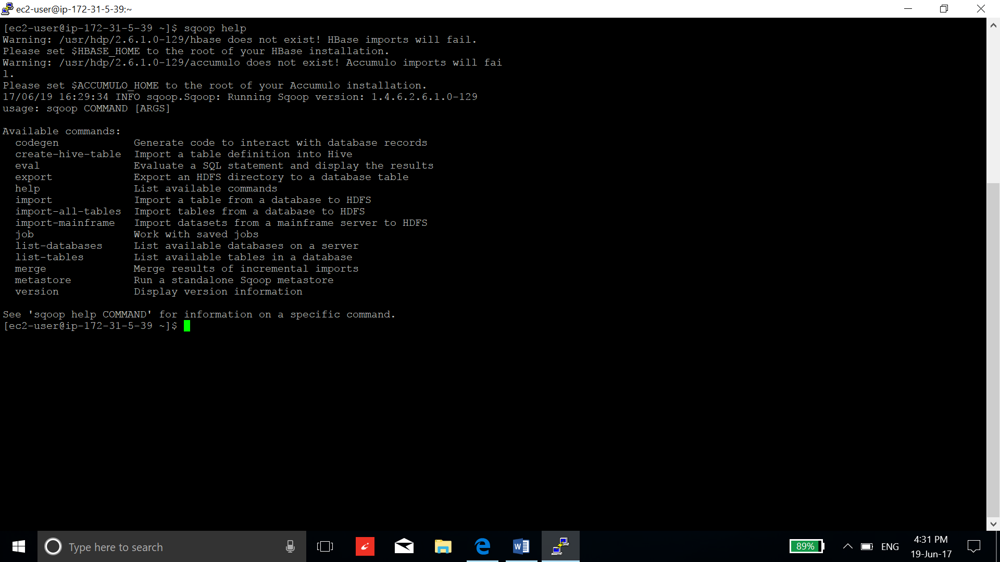 ec2-user@ip-172-31-5-39:~
[ec2-user@ip-172-31-5-39 ~]$ sqoop help
Warning: /usr/hdp/2.6.1.0-129/hbase does not exist! HBase imports will fail.
Please set $HBASE_HOME to the root of your HBase installation.
Warning: /usr/hdp/2.6.1.0-129/accumulo does not exist! Accumulo imports will fai
l.
Please set $ACCUMULO_HOME to the root of your Accumulo installation.
17/06/19 16:29:34 INFO sqoop.Sqoop: Running Sqoop version: 1.4.6.2.6.1.0-129
usage: sqoop COMMAND [ARGS]
Available commands:
codegen Generate code to interact with database records
create-hive-table Import a table definition into Hive
eval Evaluate a SQL statement and display the results
export Export an HDFS directory to a database table
help List available commands
import Import a table from a database to HDFS
import-all-tables Import tables from a database to HDFS
import-mainframe Import datasets from a mainframe server to HDFS
job Work with saved jobs
list-databases List available databases on a server
list-tables List available tables in a database
merge Merge results of incremental imports
metastore Run a standalone Sqoop metastore
version Display version information
See 'sqoop help COMMAND' for information on a specific command.
[ec2-user@ip-172-31-5-39 ~]$
Type here to search
89%
ENG
4:31 PM
19-Jun-17